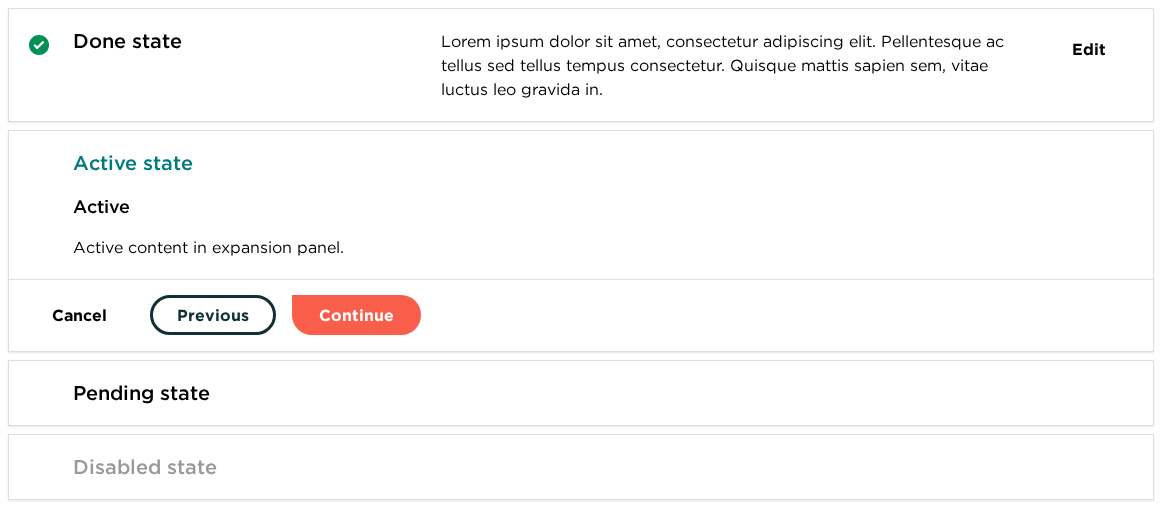 Done state
Lorem ipsum dolor sit amet, consectetur adipiscing elit. Pellentesque ac
tellus sed tellus tempus consectetur. Quisque mattis sapien sem, vitae
luctus leo gravida in.
Edit
Active state
Active
Active content in expansion panel.
Cancel
Previous
Continue
Pending state
Disabled state